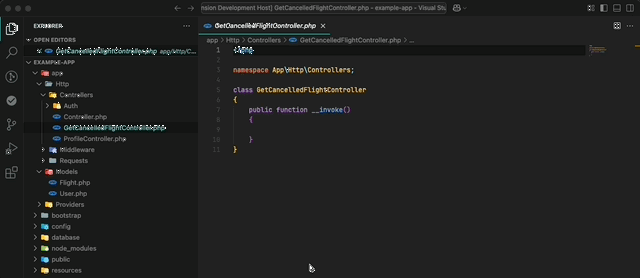 ension Development Host] GetCancelledFlightController.php - example-app - Visual Stu
EXPLORER
OPEN EDITORS
GetCancelledFlightController.php app/Http/C...
EXAMPLE-APP
app
Http
Controllers
Auth
Controller.php
GetCancelledFlightController.php
ProfileController.php
Middleware
Requests
Models
Flight.php
User.php
Providers
bootstrap
config
database
node_modules
public
resources
GetCancelledFlightController.php
app > Http > Controllers > GetCancelledFlightController.php > ...
1 <?php
2
3 namespace App\Http\Controllers;
4
5 class GetCancelledFlightController
6 {
7 public function __invoke()
8 {
9
10 }
11 }